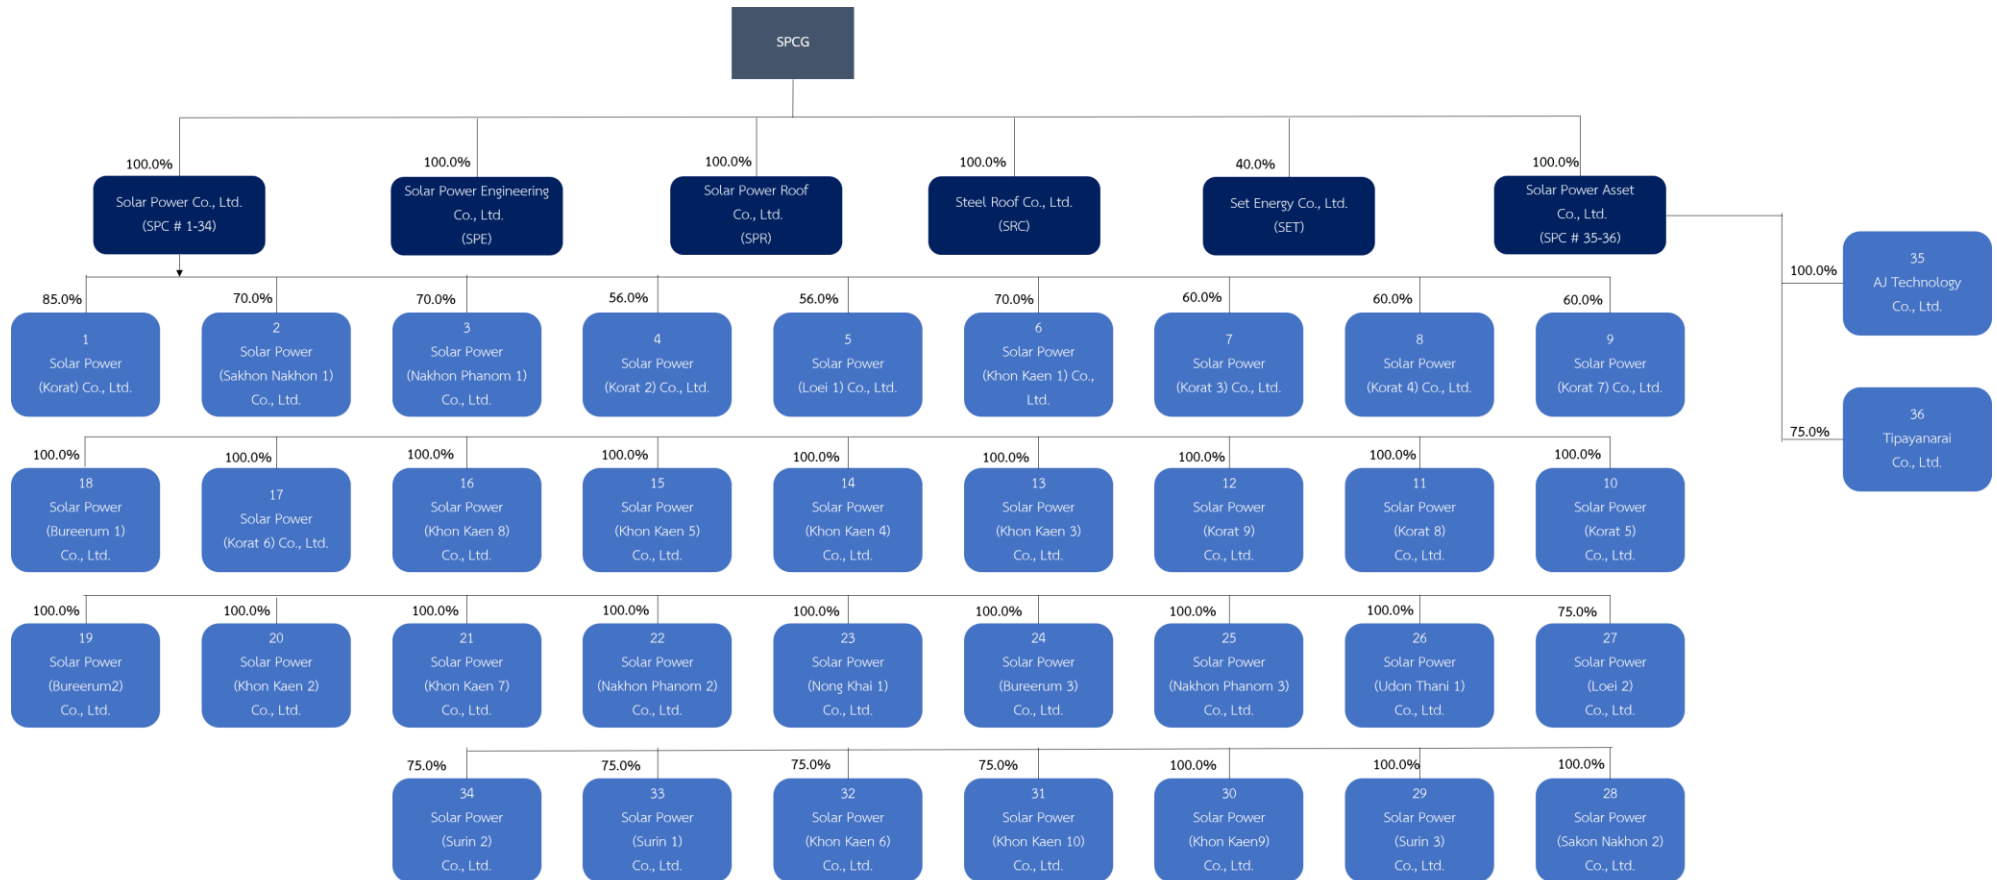 SPCG
100.0%
100.0%
100.0%
100.0%
40.0%
100.0%
Solar Power Co., Ltd.
(SPC # 1-34)
Solar Power Engineering
Co., Ltd.
(SPE)
Solar Power Roof
Co., Ltd.
(SPR)
Steel Roof Co., Ltd.
(SRC)
Set Energy Co., Ltd.
(SET)
Solar Power Asset
Co., Ltd.
(SPC # 35-36)
100.0%
35
AJ Technology
Co., Ltd.
75.0%
36
Tipayanarai
Co., Ltd.
85.0%
1
Solar Power
(Korat) Co., Ltd.
70.0%
2
Solar Power
(Sakhon Nakhon 1)
Co., Ltd.
70.0%
3
Solar Power
(Nakhon Phanom 1)
Co., Ltd.
56.0%
4
Solar Power
(Korat 2) Co., Ltd.
56.0%
5
Solar Power
(Loei 1) Co., Ltd.
70.0%
6
Solar Power
(Khon Kaen 1) Co.,
Ltd.
60.0%
7
Solar Power
(Korat 3) Co., Ltd.
60.0%
8
Solar Power
(Korat 4) Co., Ltd.
60.0%
9
Solar Power
(Korat 7) Co., Ltd.
100.0%
18
Solar Power
(Bureerum 1)
Co., Ltd.
100.0%
17
Solar Power
(Korat 6) Co., Ltd.
100.0%
16
Solar Power
(Khon Kaen 8)
Co., Ltd.
100.0%
15
Solar Power
(Khon Kaen 5)
Co., Ltd.
100.0%
14
Solar Power
(Khon Kaen 4)
Co., Ltd.
100.0%
13
Solar Power
(Khon Kaen 3)
Co., Ltd.
100.0%
12
Solar Power
(Korat 9)
Co., Ltd.
100.0%
11
Solar Power
(Korat 8)
Co., Ltd.
100.0%
10
Solar Power
(Korat 5)
Co., Ltd.
100.0%
19
Solar Power
(Bureerum2)
Co., Ltd.
100.0%
20
Solar Power
(Khon Kaen 2)
Co., Ltd.
100.0%
21
Solar Power
(Khon Kaen 7)
Co., Ltd.
100.0%
22
Solar Power
(Nakhon Phanom 2)
Co., Ltd.
100.0%
23
Solar Power
(Nong Khai 1)
Co., Ltd.
100.0%
24
Solar Power
(Bureerum 3)
Co., Ltd.
100.0%
25
Solar Power
(Nakhon Phanom 3)
Co., Ltd.
100.0%
26
Solar Power
(Udon Thani 1)
Co., Ltd.
75.0%
27
Solar Power
(Loei 2)
Co., Ltd.
75.0%
34
Solar Power
(Surin 2)
Co., Ltd.
75.0%
33
Solar Power
(Surin 1)
Co., Ltd.
75.0%
32
Solar Power
(Khon Kaen 6)
Co., Ltd.
75.0%
31
Solar Power
(Khon Kaen 10)
Co., Ltd.
100.0%
30
Solar Power
(Khon Kaen9)
Co., Ltd.
100.0%
29
Solar Power
(Surin 3)
Co., Ltd.
100.0%
28
Solar Power
(Sakon Nakhon 2)
Co., Ltd.